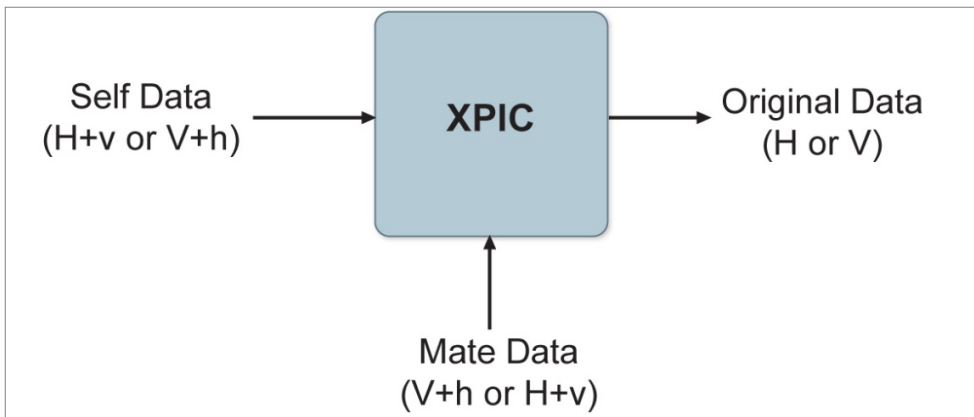 Self Data
(H+v or V+h)
XPIC
Original Data
(H or V)
Mate Data
(V+h or H+v)